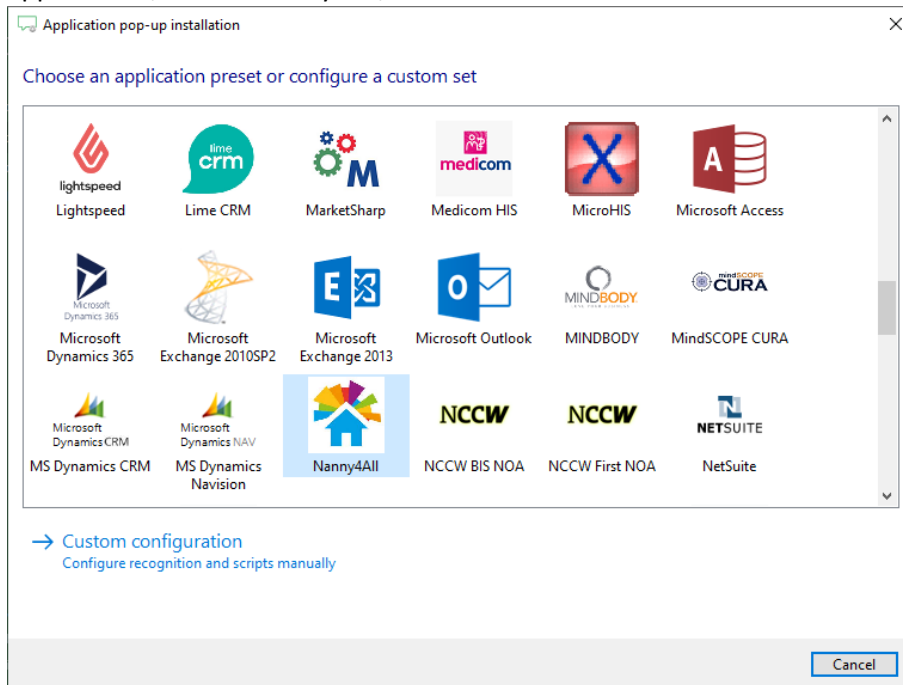 Application pop-up installation
Choose an application preset or configure a custom set
lightspeed
lime
crm
M
medicom
X
A
Lightspeed
Lime CRM
MarketSharp
Medicom HIS
MicroHIS
Microsoft Access
Microsoft
Dynamics 365
E
O
MINDBODY
mindSCOPE
CURA
Microsoft
Dynamics 365
Microsoft
Exchange 2010SP2
Microsoft
Exchange 2013
Microsoft Outlook
MINDBODY
MindSCOPE CURA
Microsoft
Dynamics CRM
Microsoft
Dynamics NAV
NCCW
NCCW
N
NETSUITE
MS Dynamics CRM
MS Dynamics
Navision
Nanny4All
NCCW BIS NOA
NCCW First NOA
NetSuite
Custom configuration
Configure recognition and scripts manually
Cancel